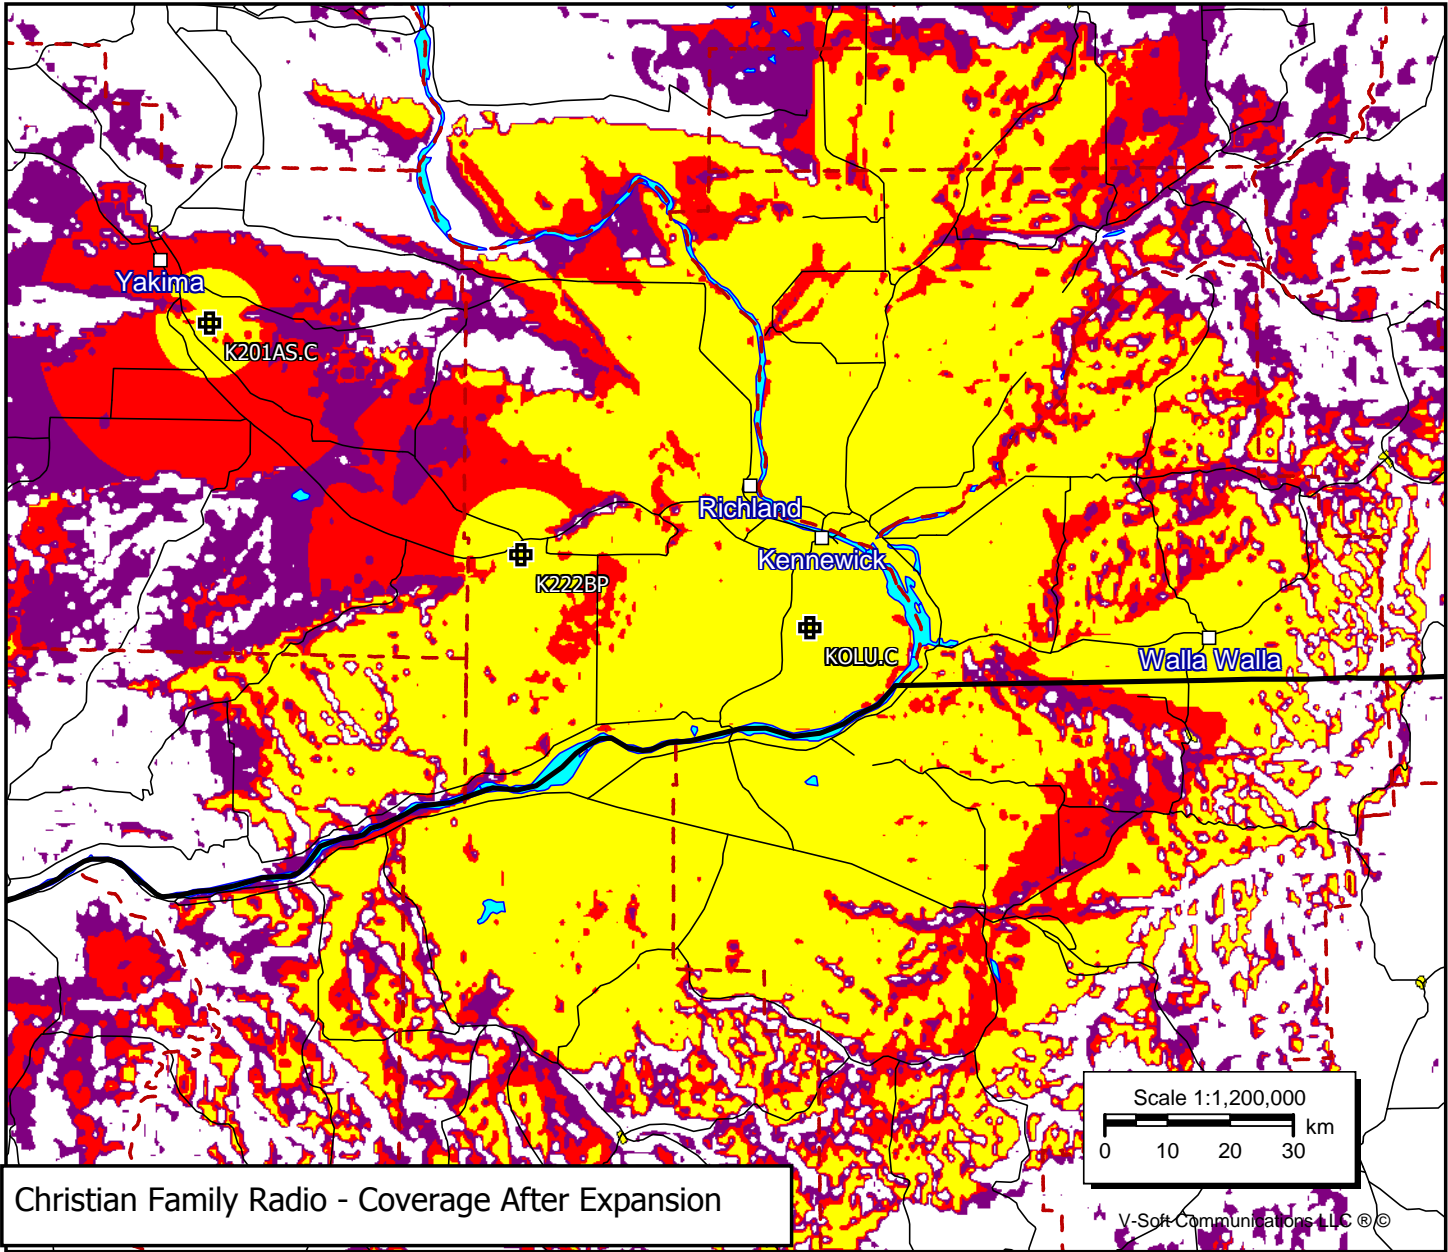 Yakima
K201AS.C
Richland
Kennewick
K222BP
KOLU.C
Walla Walla
Scale 1:1,200,000
km
0 10 20 30
Christian Family Radio - Coverage After Expansion
V-Soft Communications LLC ® ©